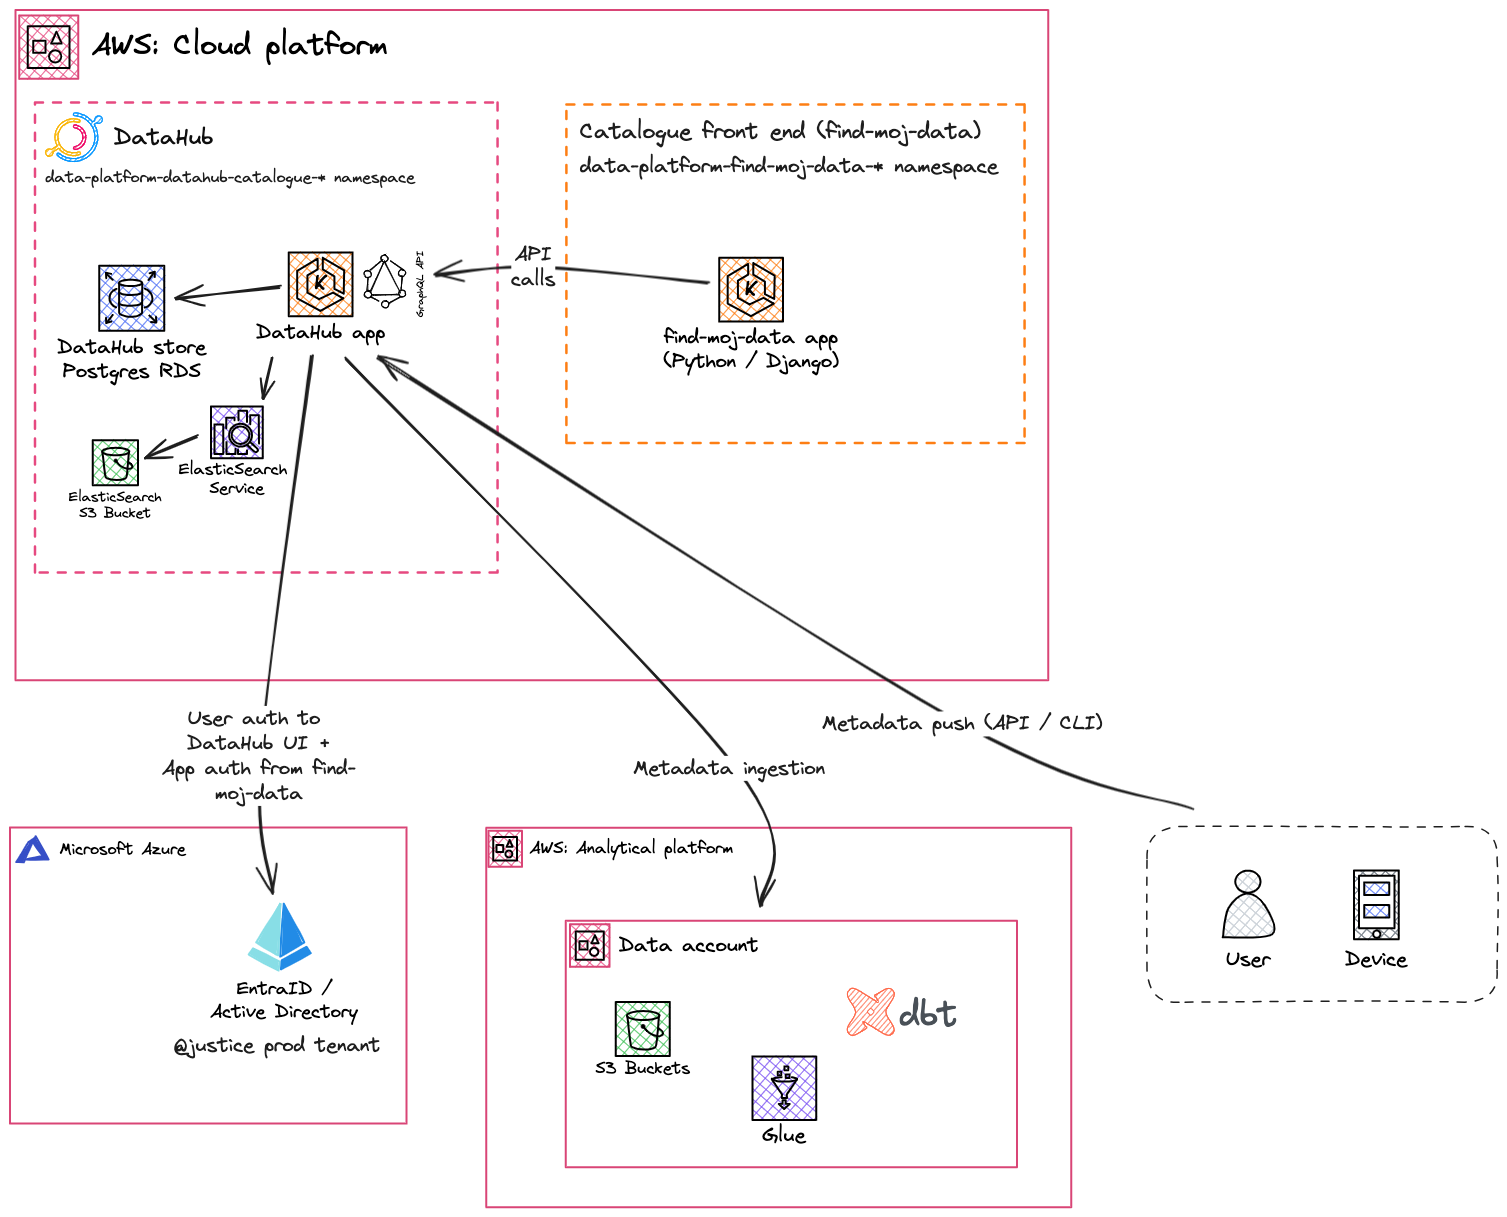 AWS: Cloud platform
DataHub
data-platform-datahub-catalogue-* namespace
Catalogue front end (find-moj-data)
data-platform-find-moj-data-* namespace
DataHub store
Postgres RDS
DataHub app
GraphQL API
API
calls
find-moj-data app
(Python / Django)
ElasticSearch
Service
ElasticSearch
S3 Bucket
User auth to
DataHub UI +
App auth from find-
moj-data
Metadata ingestion
Metadata push (API / CLI)
Microsoft Azure
EntraID /
Active Directory
@justice prod tenant
AWS: Analytical platform
Data account
S3 Buckets
dbt
Glue
User
Device